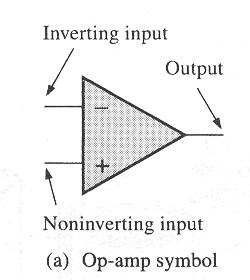 Inverting input
Output
−
+
Noninverting input
(a) Op-amp symbol